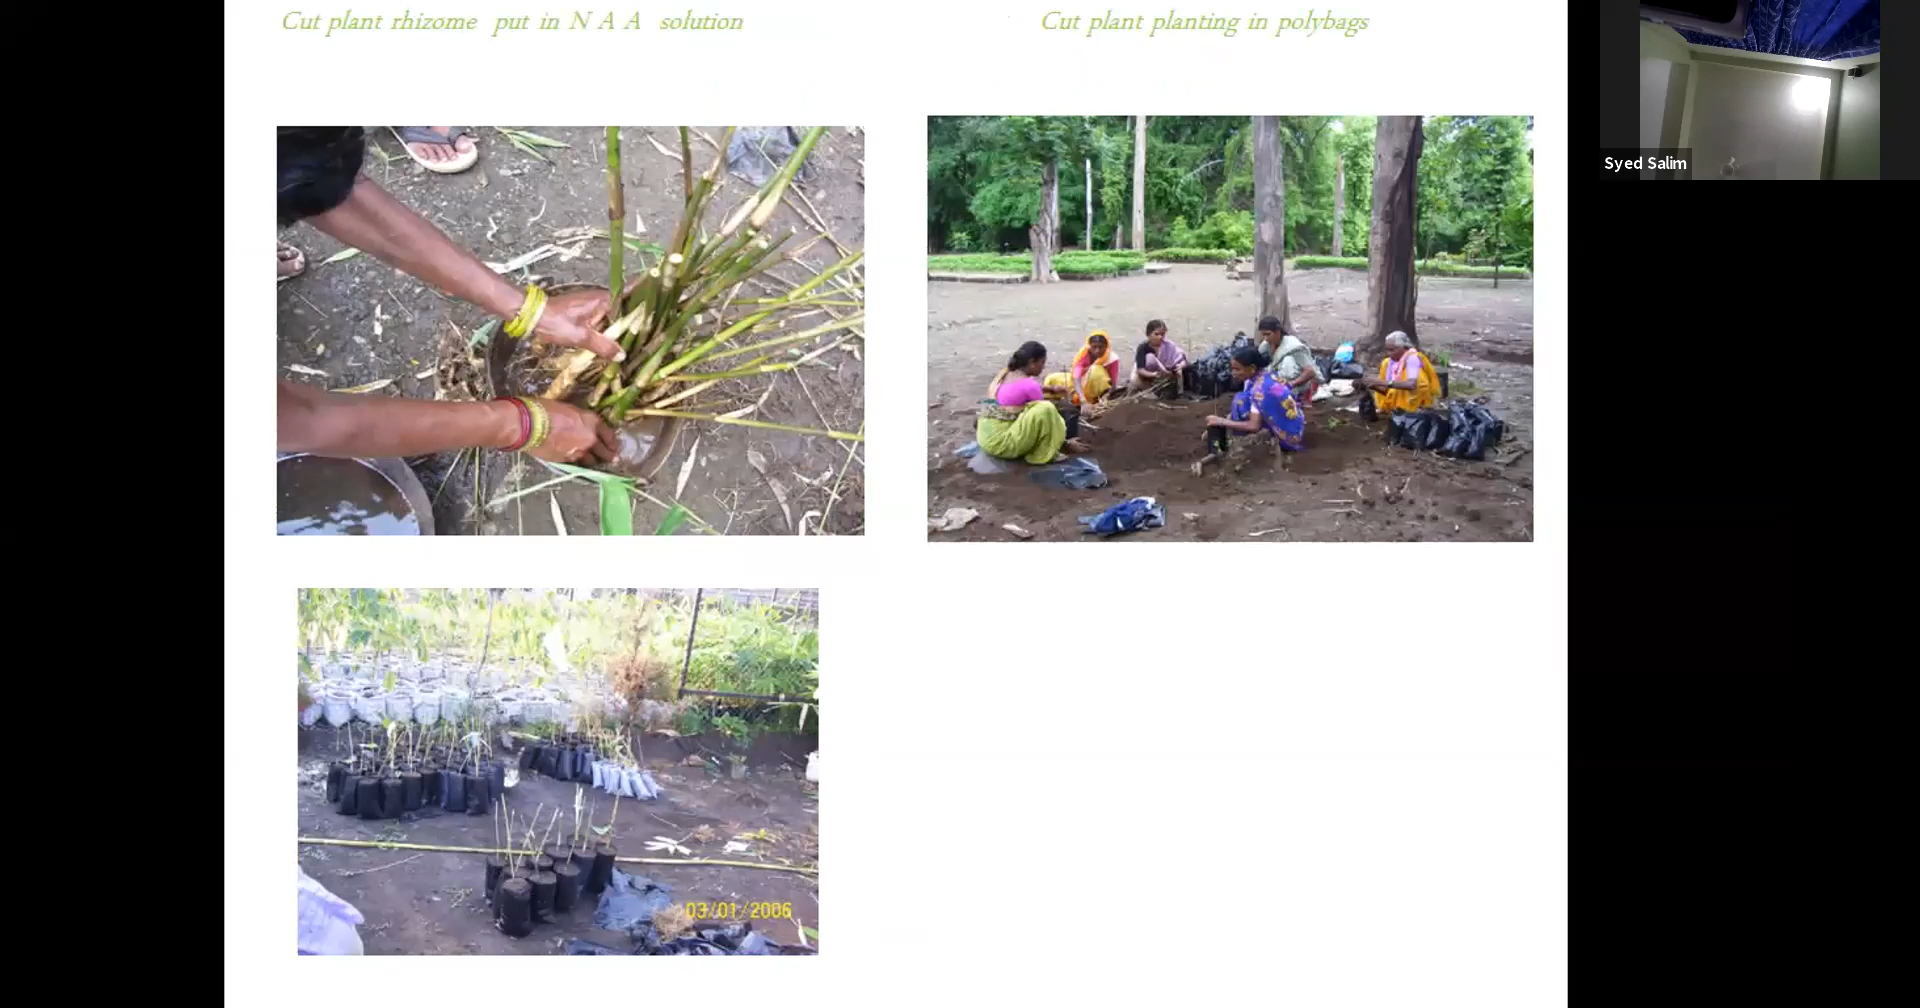 Cut plant rhizome put in N A A solution
Cut plant planting in polybags
Syed Salim
03/01/2006